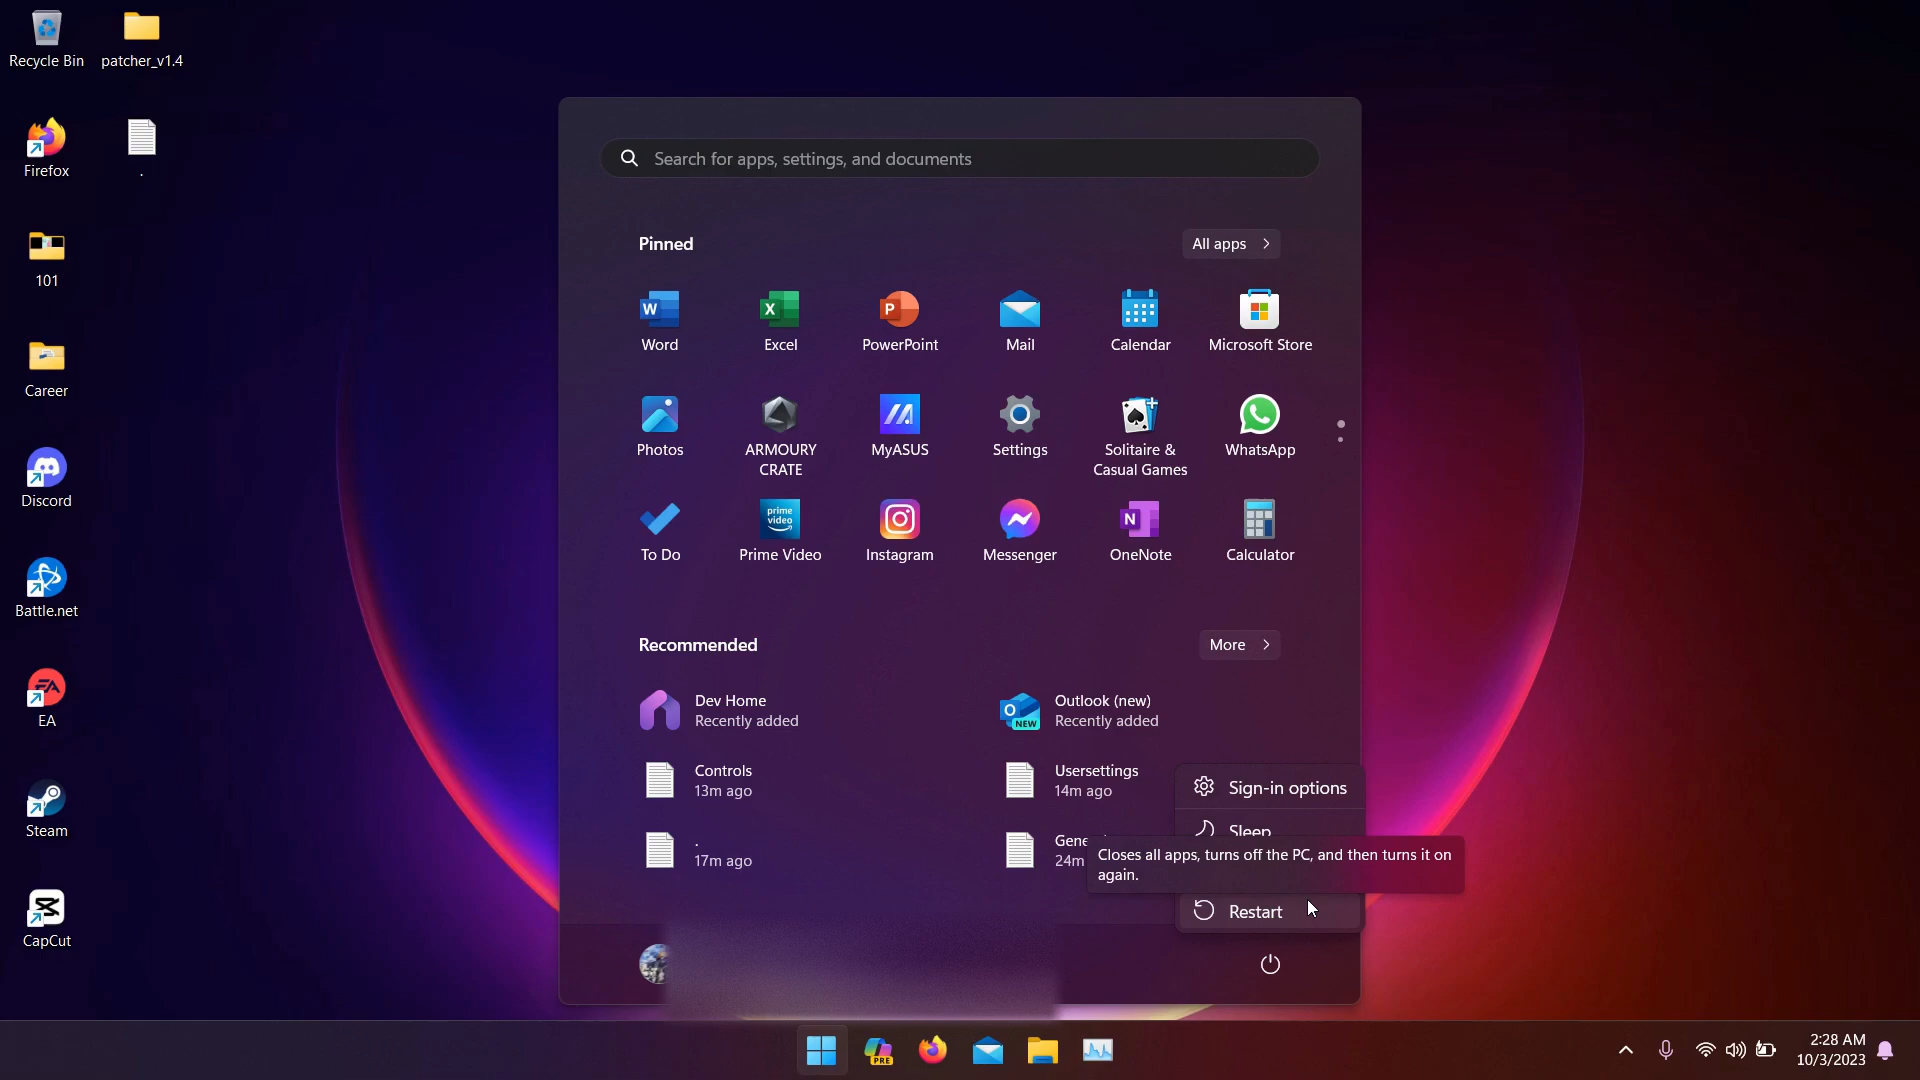 Recycle Bin
patcher_v1.4
Firefox
.
101
Career
Discord
Battle.net
EA
Steam
CapCut
Search for apps, settings, and documents
Pinned
All apps
Word
Excel
PowerPoint
Mail
Calendar
Microsoft Store
Photos
ARMOURY
CRATE
MyASUS
Settings
Solitaire &
Casual Games
WhatsApp
To Do
prime
video
Prime Video
Instagram
Messenger
OneNote
Calculator
Recommended
More
Dev Home
Recently added
Outlook (new)
Recently added
Controls
13m ago
Usersettings
14m ago
.
17m ago
24m
Sign-in options
Sleep
Closes all apps, turns off the PC, and then turns it on
again.
Restart
PRE
2:28 AM
10/3/2023